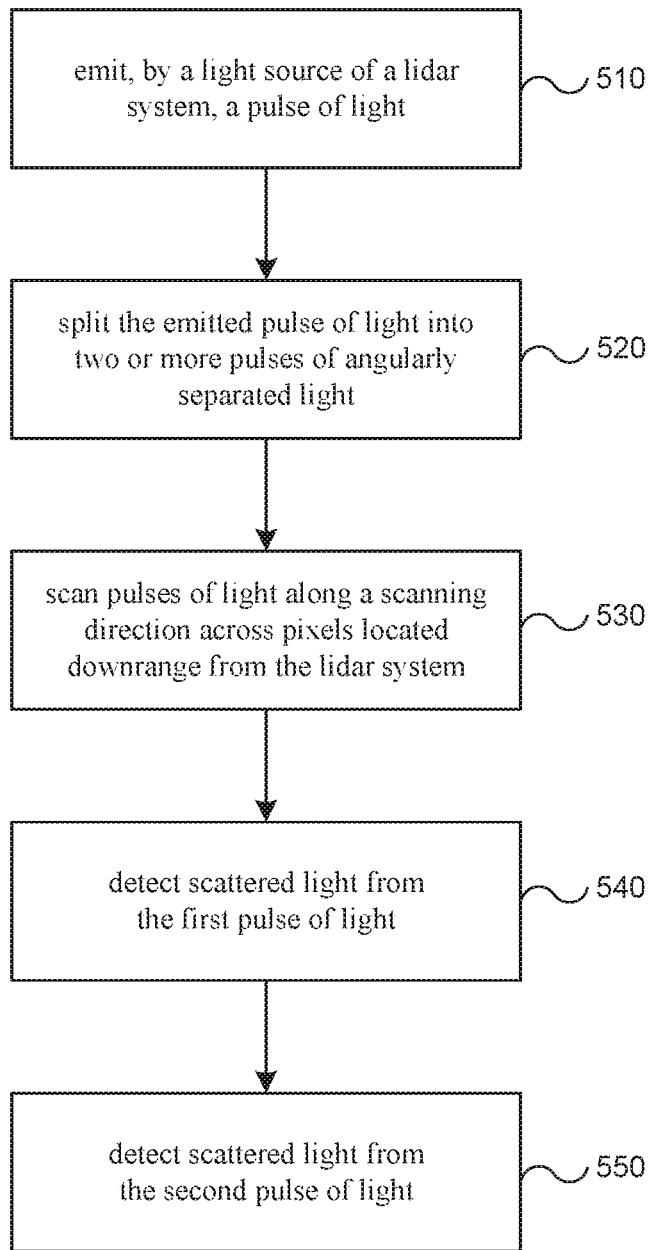 emit, by a light source of a lidar
system, a pulse of light
510
split the emitted pulse of light into
two or more pulses of angularly
separated light
520
scan pulses of light along a scanning
direction across pixels located
downrange from the lidar system
530
detect scattered light from
the first pulse of light
540
detect scattered light from
the second pulse of light
550